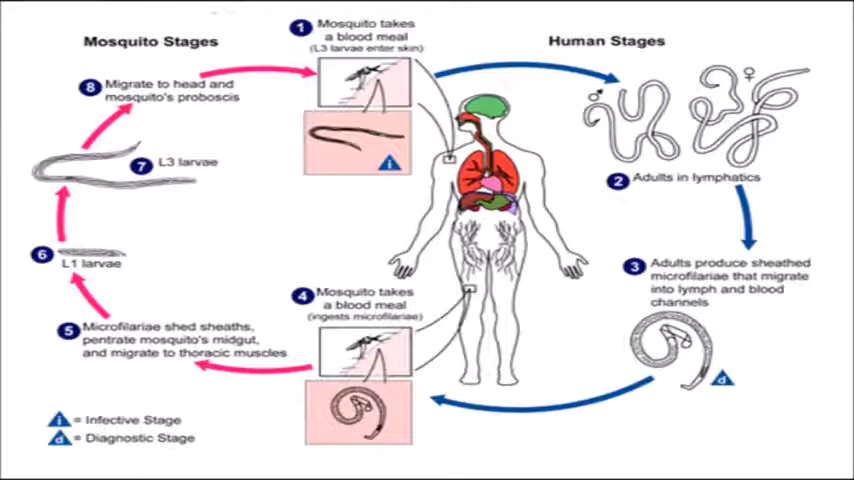 Mosquito Stages
Human Stages
1 Mosquito takes
a blood meal
(L3 larvae enter skin)
i
♂
♀
2 Adults in lymphatics
3 Adults produce sheathed
microfilariae that migrate
into lymph and blood
channels
d
4 Mosquito takes
a blood meal
(ingests microfilariae)
5 Microfilariae shed sheaths,
pentrate mosquito's midgut,
and migrate to thoracic muscles
6
L1 larvae
7 L3 larvae
8 Migrate to head and
mosquito's proboscis
i = Infective Stage
d = Diagnostic Stage